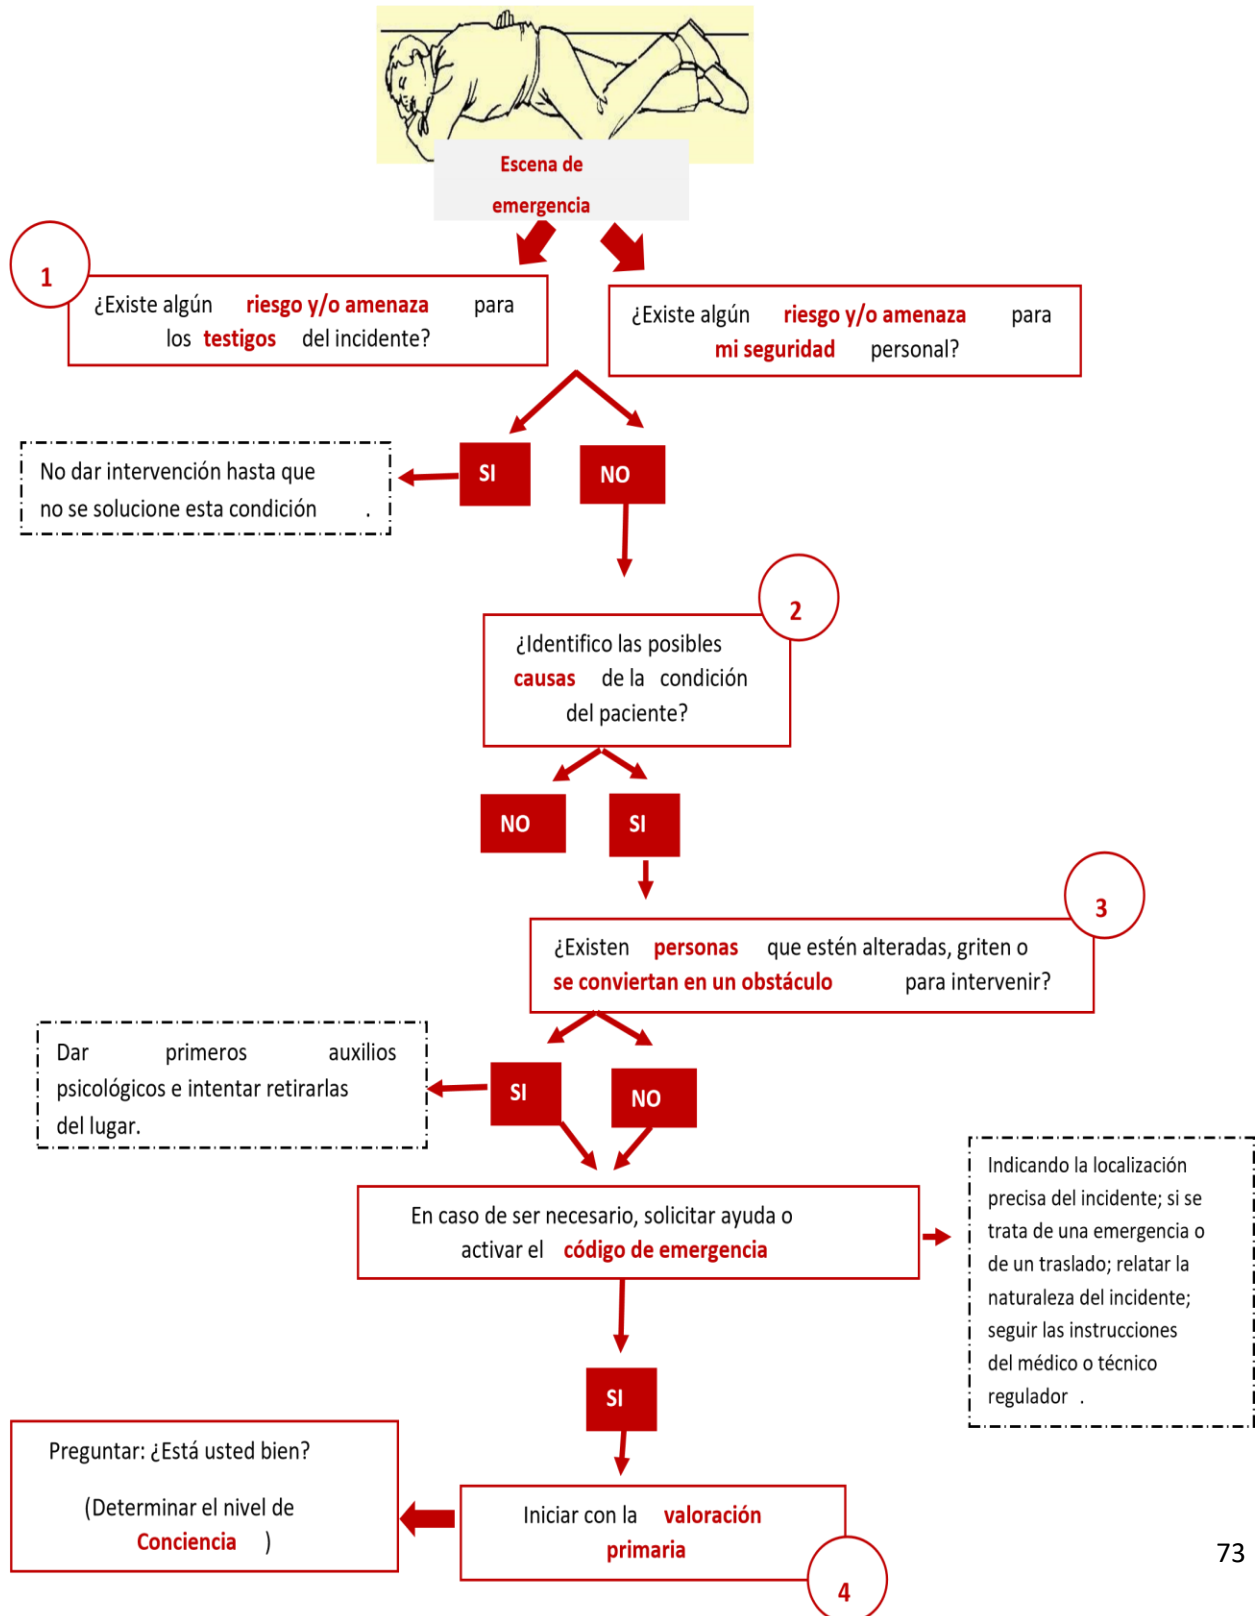 Escena de
emergencia
1
¿Existe algún riesgo y/o amenaza para
los testigos del incidente?
¿Existe algún riesgo y/o amenaza para
mi seguridad personal?
SI
NO
No dar intervención hasta que
no se solucione esta condición .
2
¿Identifico las posibles
causas de la condición
del paciente?
NO
SI
3
¿Existen personas que estén alteradas, griten o
se conviertan en un obstáculo para intervenir?
Dar primeros auxilios
psicológicos e intentar retirarlas
del lugar.
SI
NO
En caso de ser necesario, solicitar ayuda o
activar el código de emergencia
Indicando la localización
precisa del incidente; si se
trata de una emergencia o
de un traslado; relatar la
naturaleza del incidente;
seguir las instrucciones
del médico o técnico
regulador .
SI
Preguntar: ¿Está usted bien?
(Determinar el nivel de
Conciencia )
Iniciar con la valoración
primaria
4
73